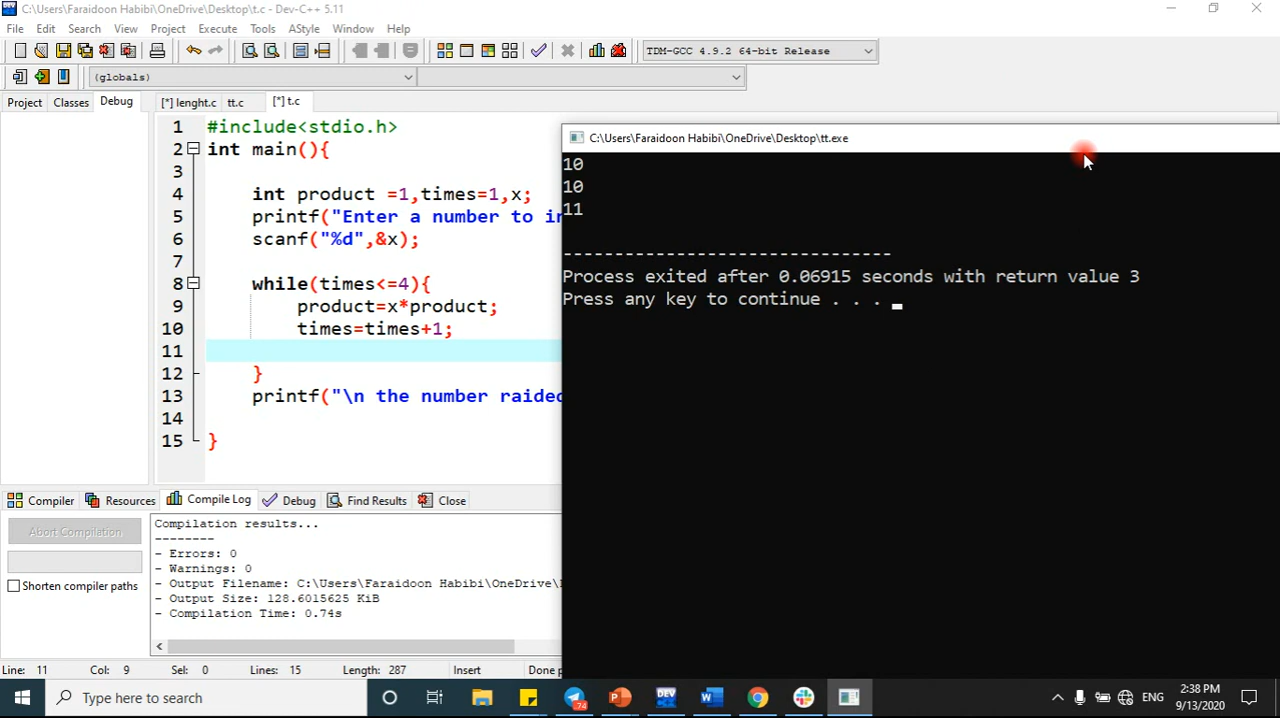 C:\Users\Faraidoon Habibi\OneDrive\Desktop\t.c - Dev-C++ 5.11
File Edit Search View Project Execute Tools AStyle Window Help
TDM-GCC 4.9.2 64-bit Release
(globals)
Project Classes Debug [*] lenght.c tt.c [*] t.c
1 #include<stdio.h>
2 int main(){
3
4 int product =1,times=1,x;
5 printf("Enter a number to in
6 scanf("%d",&x);
7
8 while(times<=4){
9 product=x*product;
10 times=times+1;
11
12 }
13 printf("\n the number raided
14
15 }
C:\Users\Faraidoon Habibi\OneDrive\Desktop\tt.exe
10
10
11
--------------------------------
Process exited after 0.06915 seconds with return value 3
Press any key to continue . . . _
Compiler Resources Compile Log Debug Find Results Close
Abort Compilation
Shorten compiler paths
Compilation results...
--------
- Errors: 0
- Warnings: 0
- Output Filename: C:\Users\Faraidoon Habibi\OneDrive\
- Output Size: 128.6015625 KiB
- Compilation Time: 0.74s
Line: 11 Col: 9 Sel: 0 Lines: 15 Length: 287 Insert Done p
Type here to search
74
ENG
2:38 PM
9/13/2020